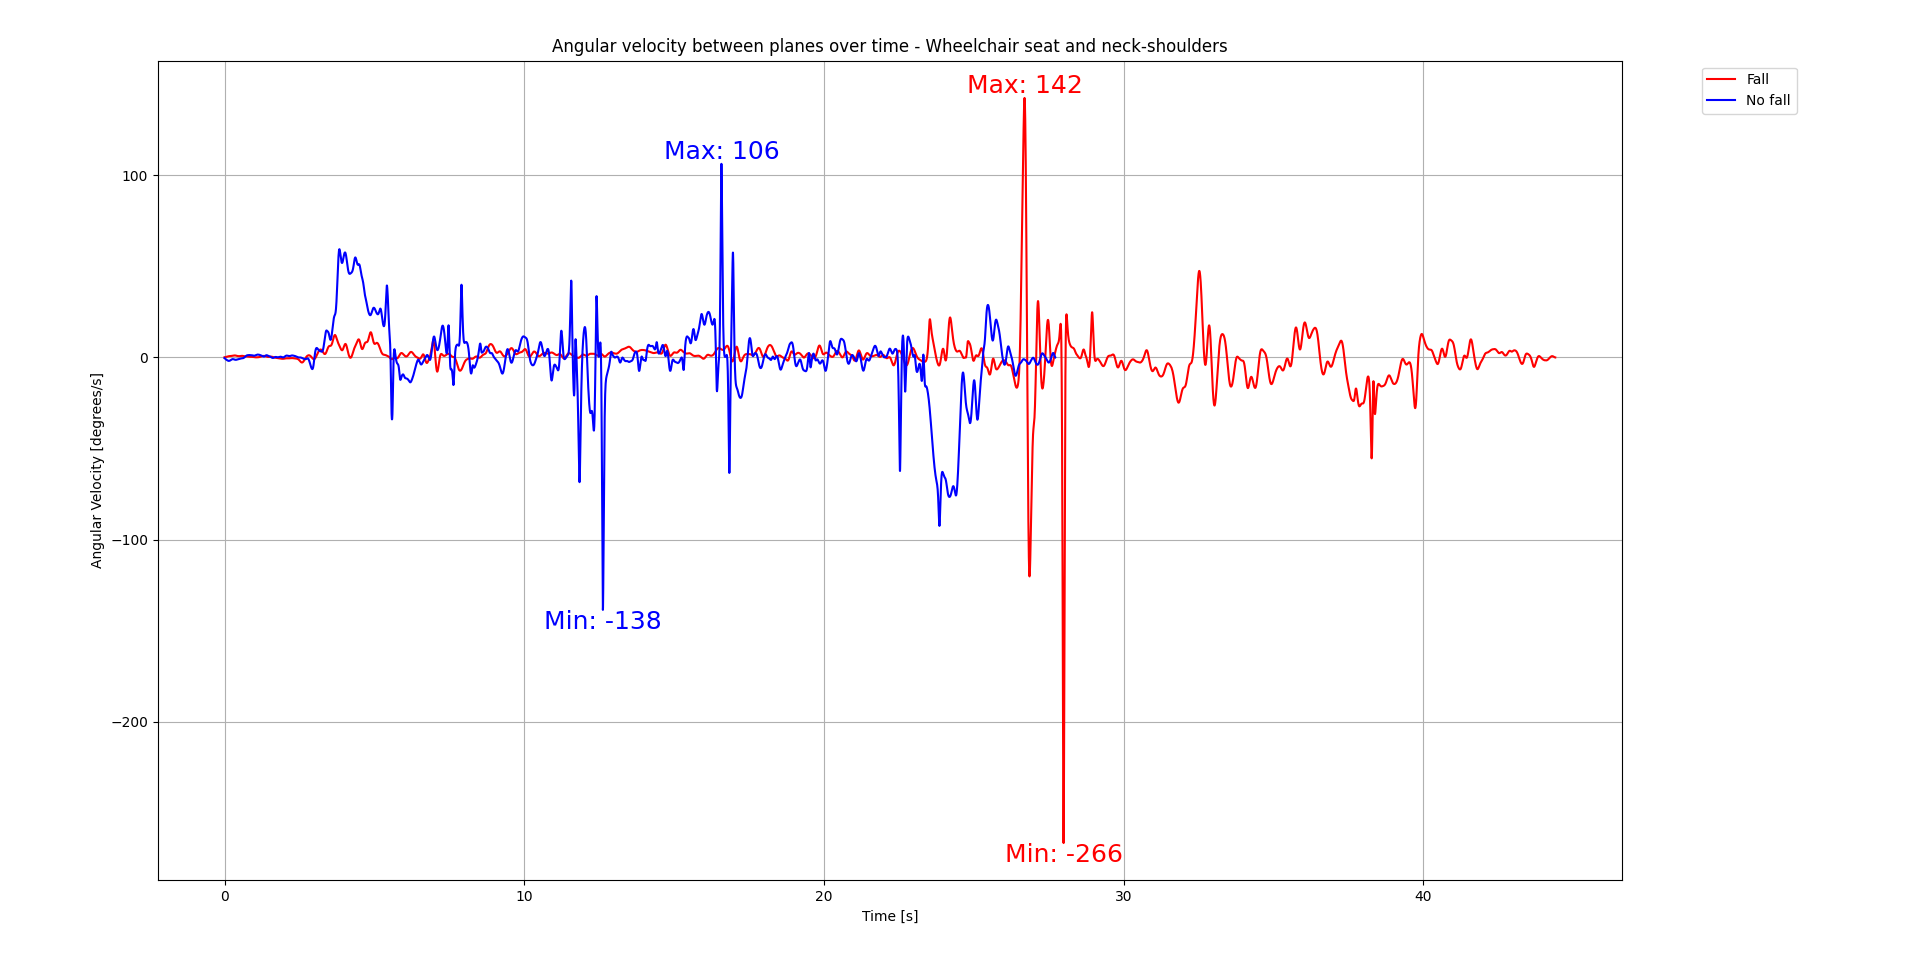 Angular velocity between planes over time - Wheelchair seat and neck-shoulders
Max: 142
Max: 106
Min: -138
Min: -266
Fall
No fall
100
0
−100
−200
Angular Velocity [degrees/s]
0 10 20 30 40
Time [s]